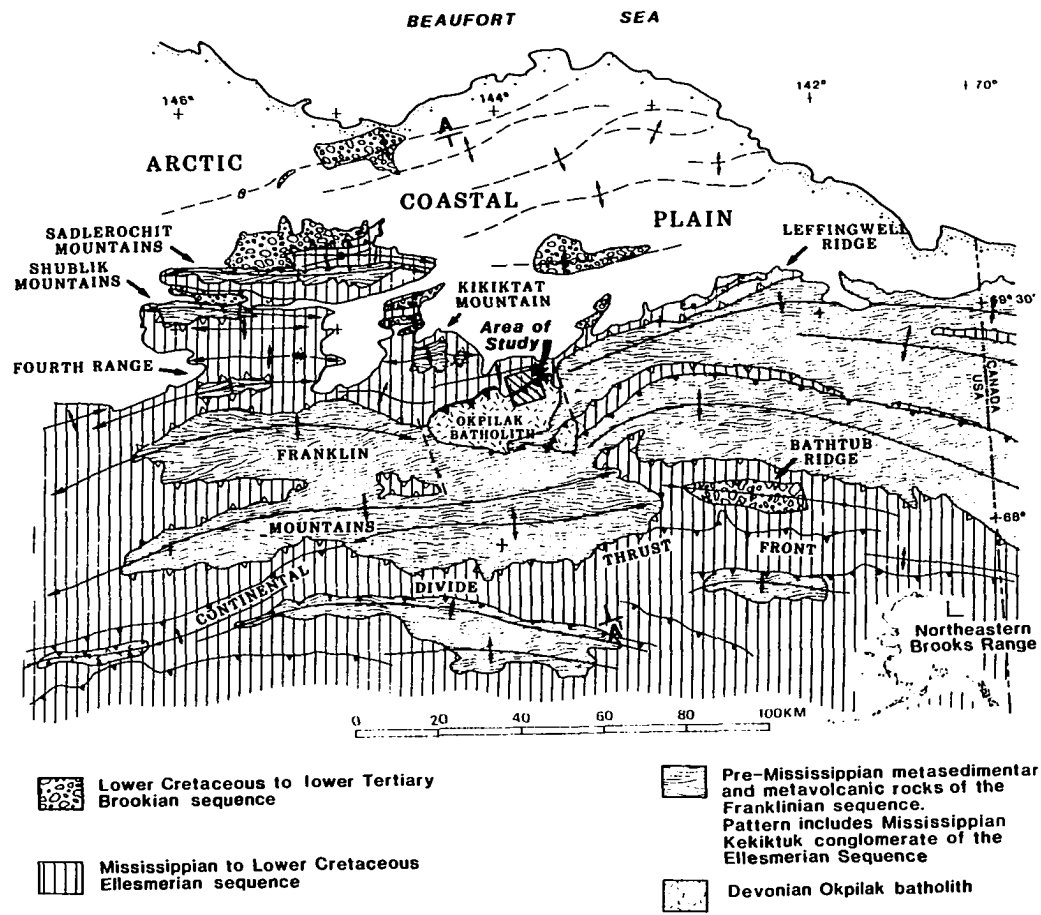 BEAUFORT SEA
146°
144°
142°
70°
A
ARCTIC
COASTAL
PLAIN
SADLEROCHIT
MOUNTAINS
SHUBLIK
MOUNTAINS
LEFFINGWELL
RIDGE
KIKIKTAT
MOUNTAIN
69° 30'
Area of
Study
FOURTH RANGE
CANADA
USA
OKPILAK
BATHOLITH
FRANKLIN
BATHTUB
RIDGE
MOUNTAINS
68°
THRUST
FRONT
CONTINENTAL
DIVIDE
A
Northeastern
Brooks Range
0 20 40 60 80 100KM
Lower Cretaceous to lower Tertiary
Brookian sequence
Mississippian to Lower Cretaceous
Ellesmerian sequence
Pre-Mississippian metasedimentar
and metavolcanic rocks of the
Franklinian sequence.
Pattern includes Mississippian
Kekiktuk conglomerate of the
Ellesmerian Sequence
Devonian Okpilak batholith